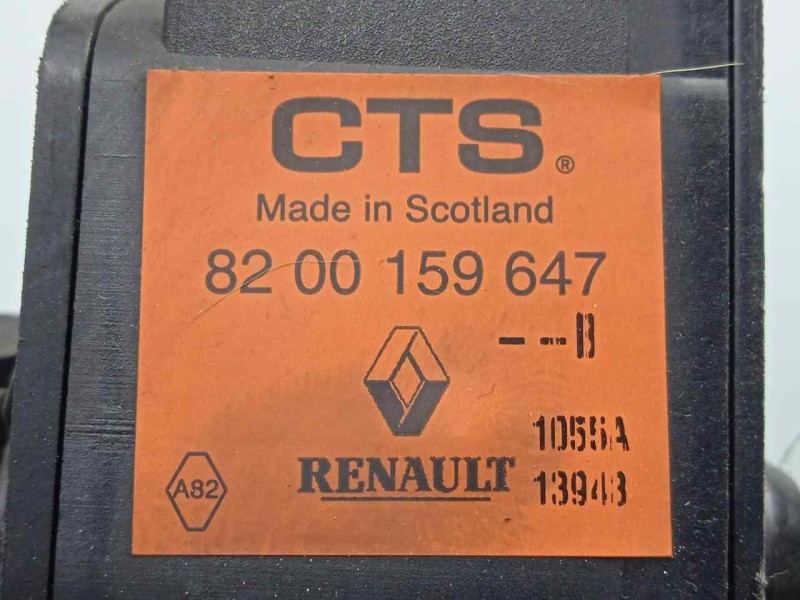 CTS®
Made in Scotland
82 00 159 647
---B
1055A
RENAULT
13943
A82